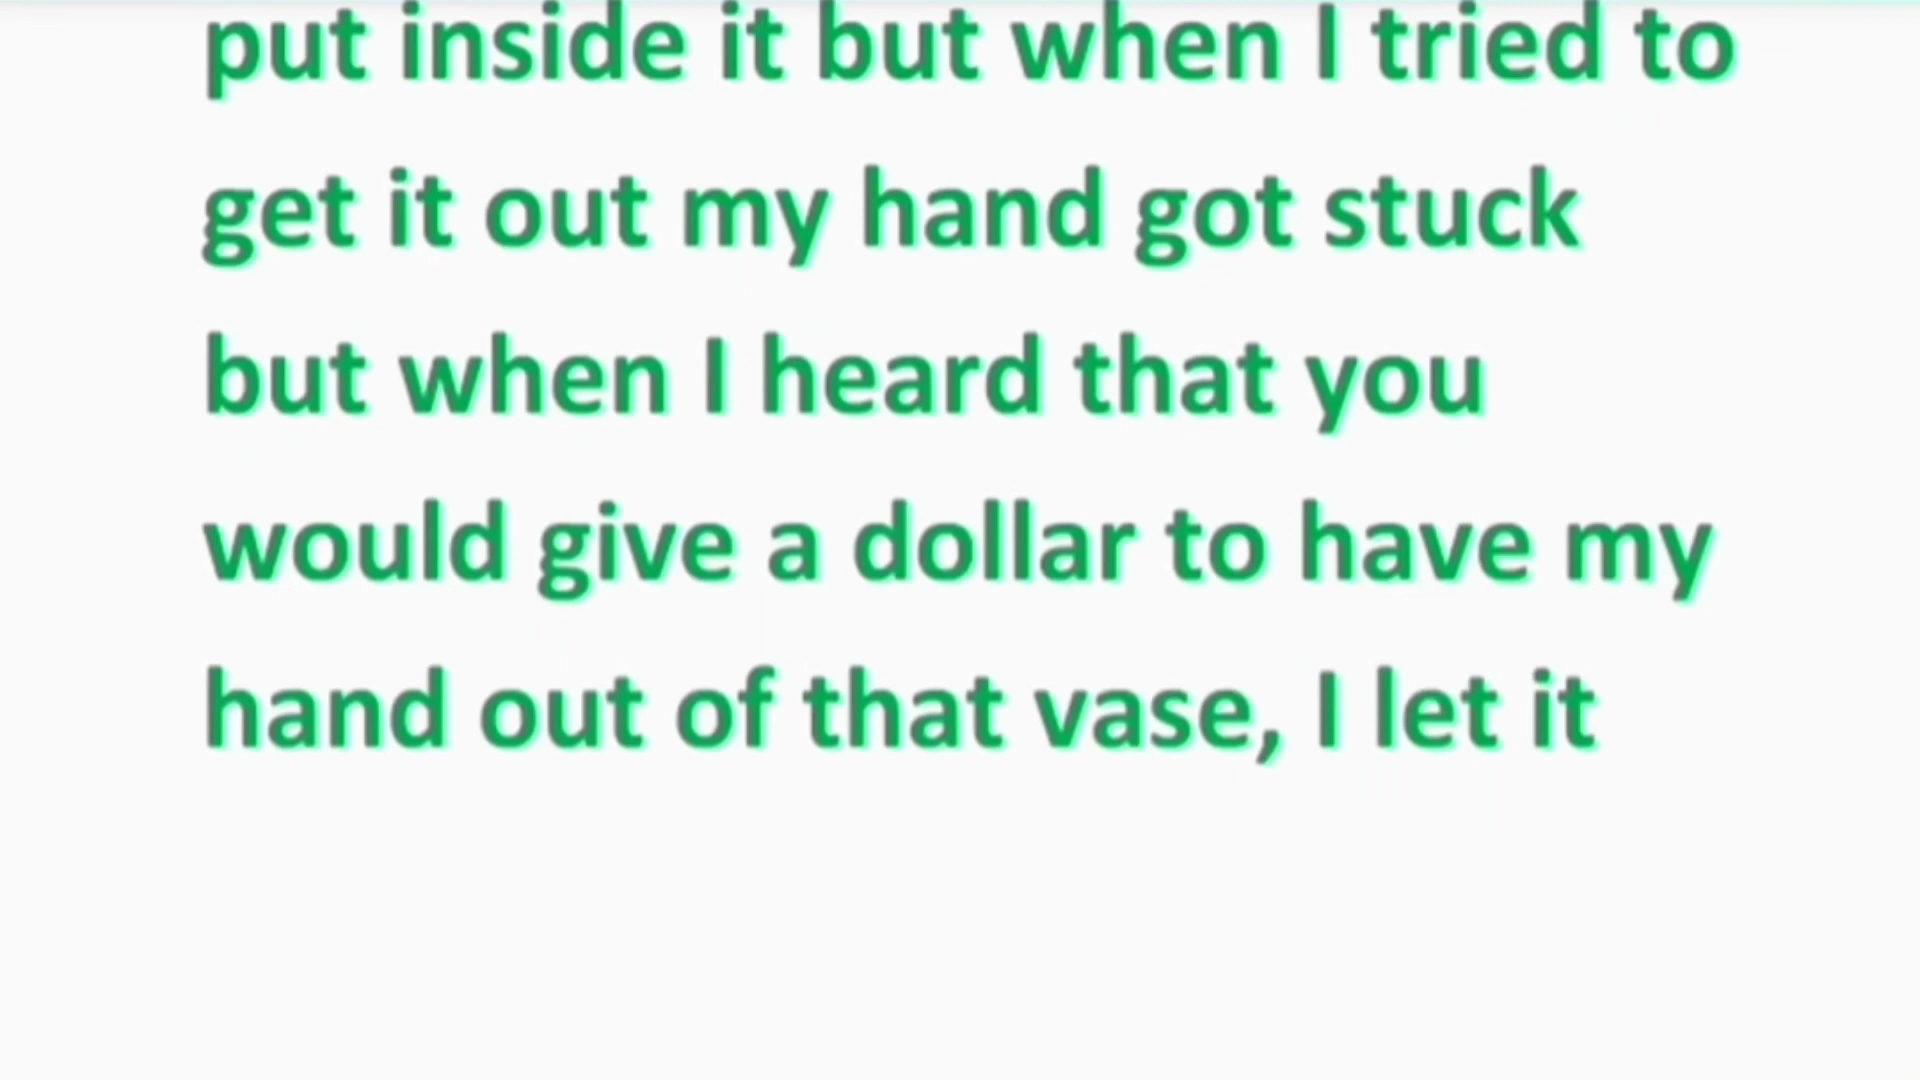 put inside it but when I tried to
get it out my hand got stuck
but when I heard that you
would give a dollar to have my
hand out of that vase, I let it